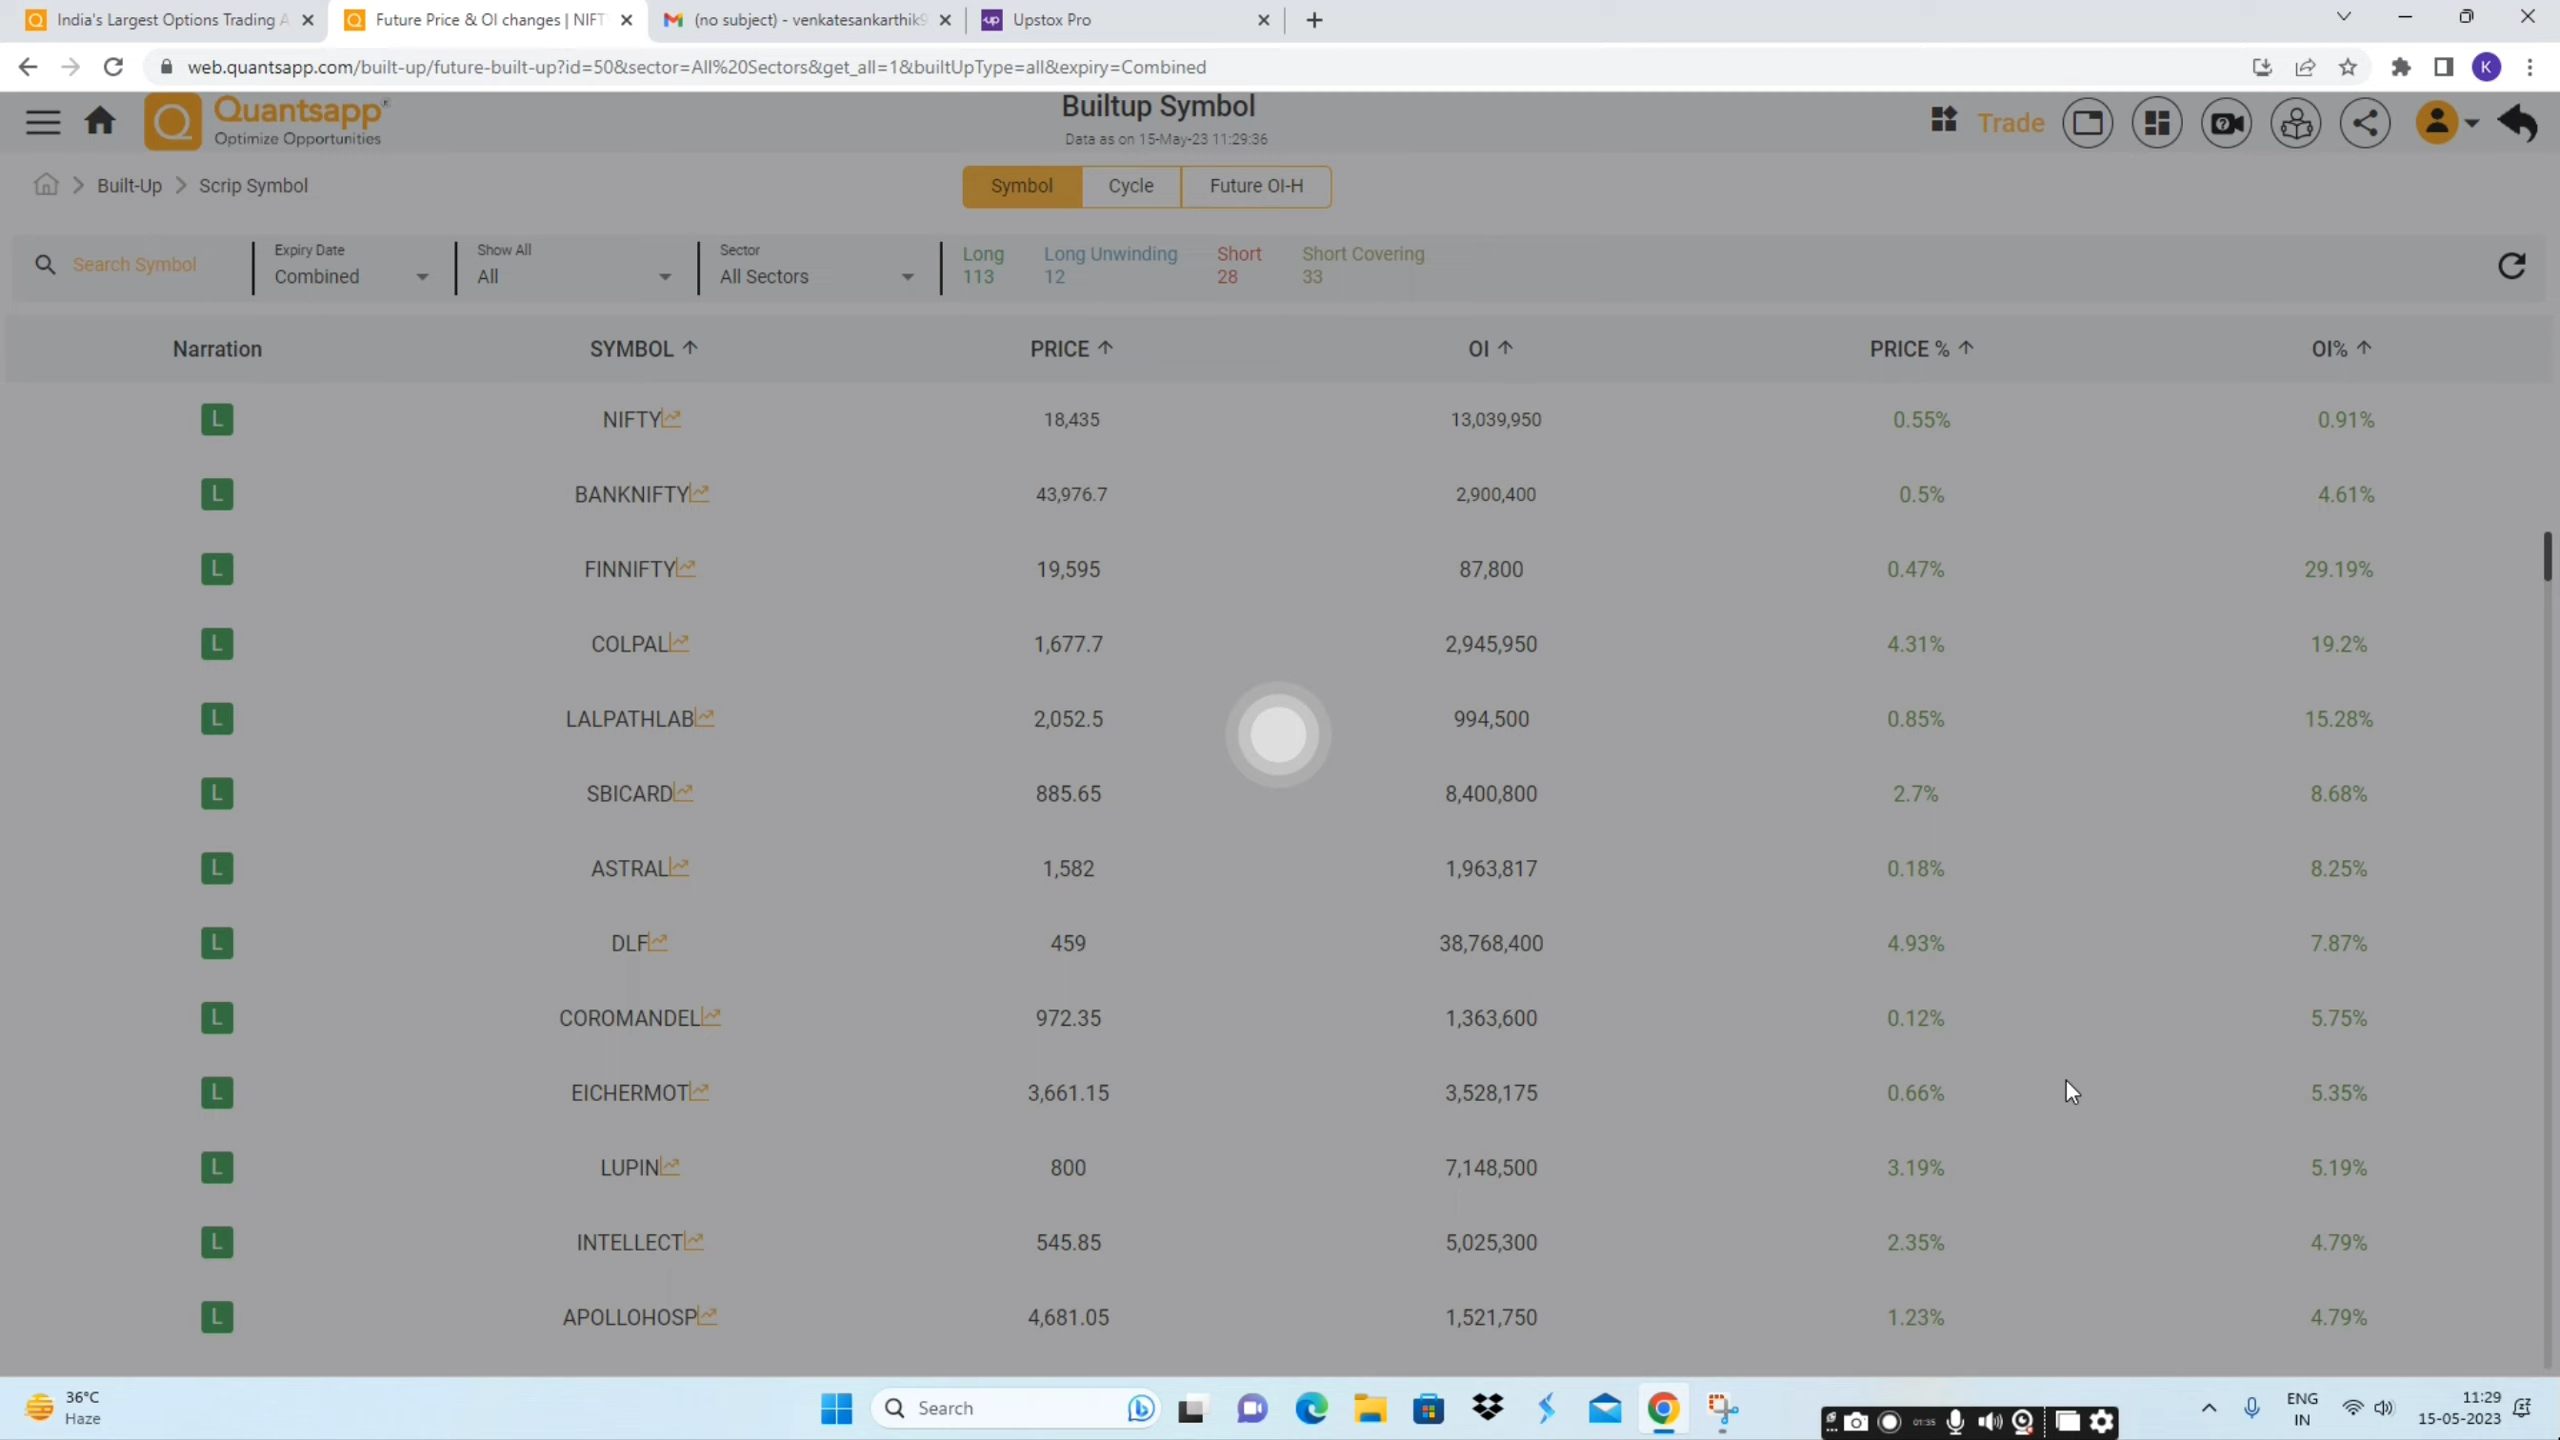 India's Largest Options Trading A
Future Price & OI changes | NIFT
(no subject) - venkatesankarthik9
Upstox Pro
web.quantsapp.com/built-up/future-built-up?id=50&sector=All%20Sectors&get_all=1&builtUpType=all&expiry=Combined
K
Quantsapp
Optimize Opportunities
Builtup Symbol
Data as on 15-May-23 11:29:36
Trade
Built-Up > Scrip Symbol
Symbol Cycle Future OI-H
Search Symbol
Expiry Date
Combined
Show All
All
Sector
All Sectors
Long
113
Long Unwinding
12
Short
28
Short Covering
33
Narration SYMBOL ↑ PRICE ↑ OI ↑ PRICE % ↑ OI% ↑
L NIFTY 18,435 13,039,950 0.55% 0.91%
L BANKNIFTY 43,976.7 2,900,400 0.5% 4.61%
L FINNIFTY 19,595 87,800 0.47% 29.19%
L COLPAL 1,677.7 2,945,950 4.31% 19.2%
L LALPATHLAB 2,052.5 994,500 0.85% 15.28%
L SBICARD 885.65 8,400,800 2.7% 8.68%
L ASTRAL 1,582 1,963,817 0.18% 8.25%
L DLF 459 38,768,400 4.93% 7.87%
L COROMANDEL 972.35 1,363,600 0.12% 5.75%
L EICHERMOT 3,661.15 3,528,175 0.66% 5.35%
L LUPIN 800 7,148,500 3.19% 5.19%
L INTELLECT 545.85 5,025,300 2.35% 4.79%
L APOLLOHOSP 4,681.05 1,521,750 1.23% 4.79%
36°C
Haze
Search
01:35
ENG
IN
11:29
15-05-2023